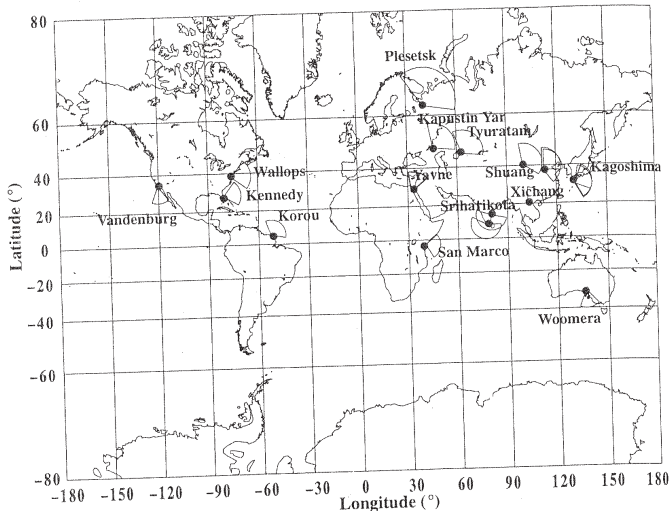 80
Plesetsk
60
Kapustin Yar
Tyuratam
Wallops
Yavne
Shuang
Kagoshima
40
Kennedy
Xichang
Vandenburg
Korou
Sriharikota
20
San Marco
0
-20
Woomera
-40
-60
-80
Latitude (°)
-180 -150 -120 -90 -60 -30 0 30 60 90 120 150 180
Longitude (°)